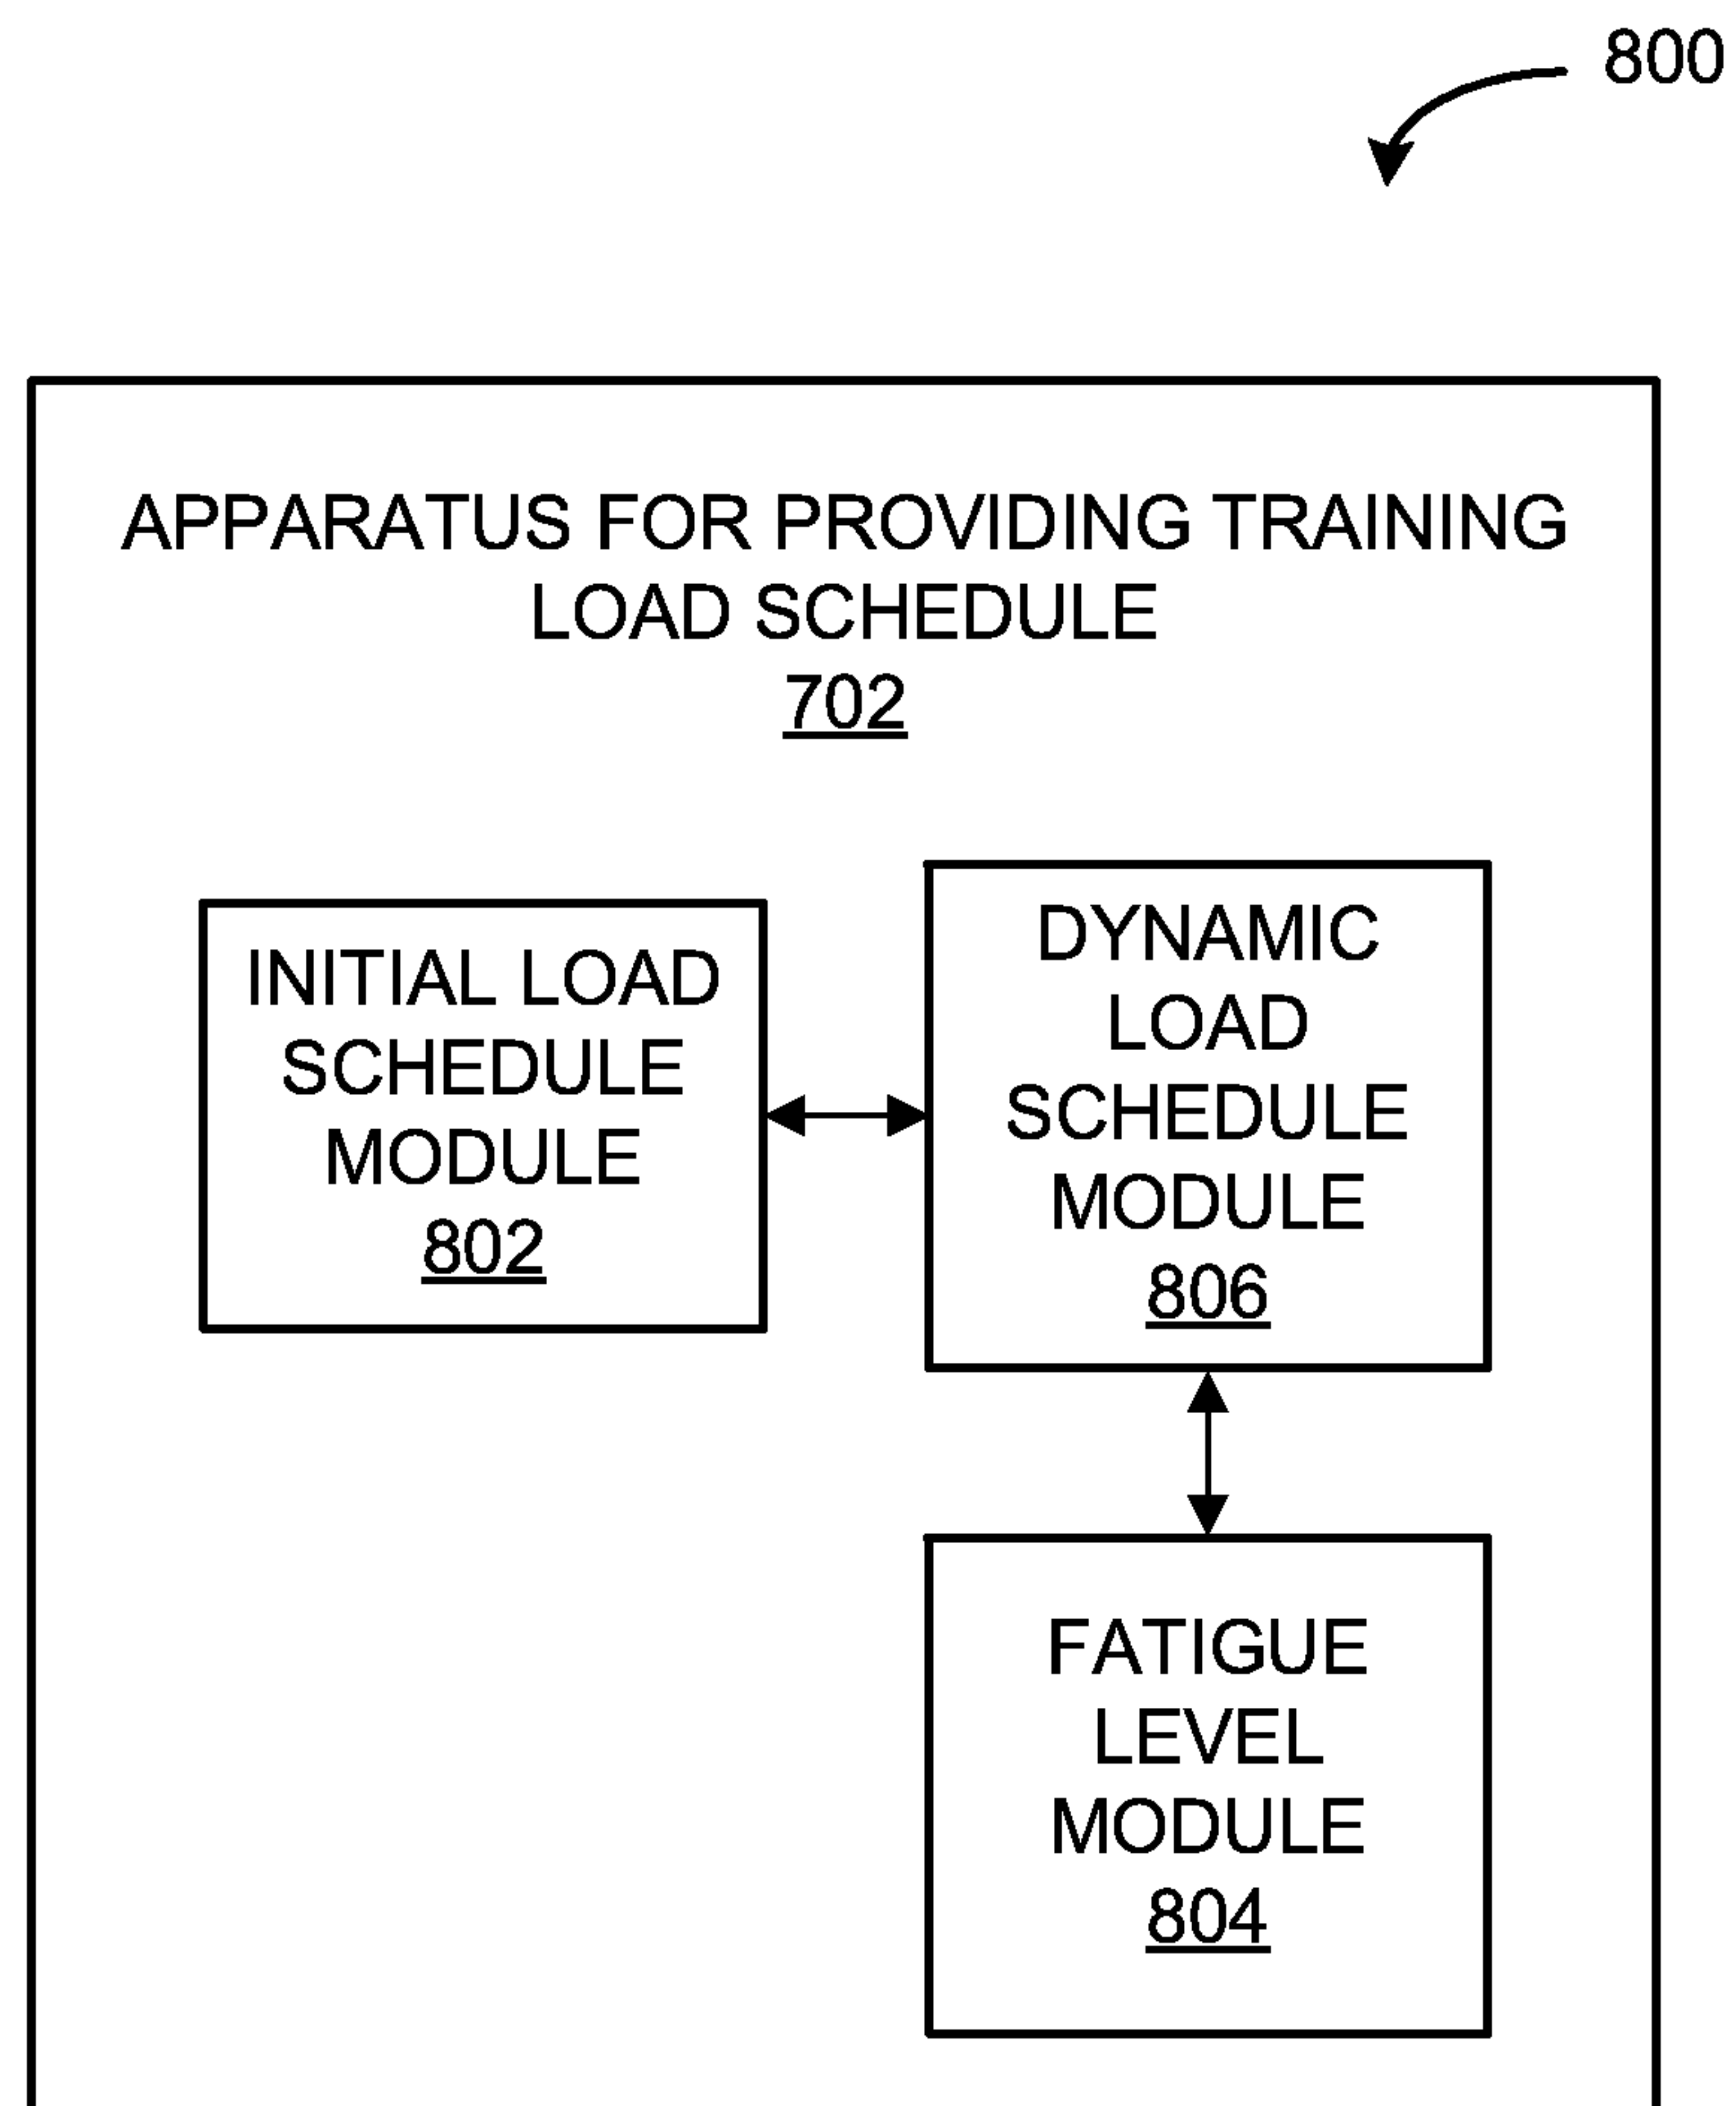 800
APPARATUS FOR PROVIDING TRAINING
LOAD SCHEDULE
702
INITIAL LOAD
SCHEDULE
MODULE
802
DYNAMIC
LOAD
SCHEDULE
MODULE
806
FATIGUE
LEVEL
MODULE
804